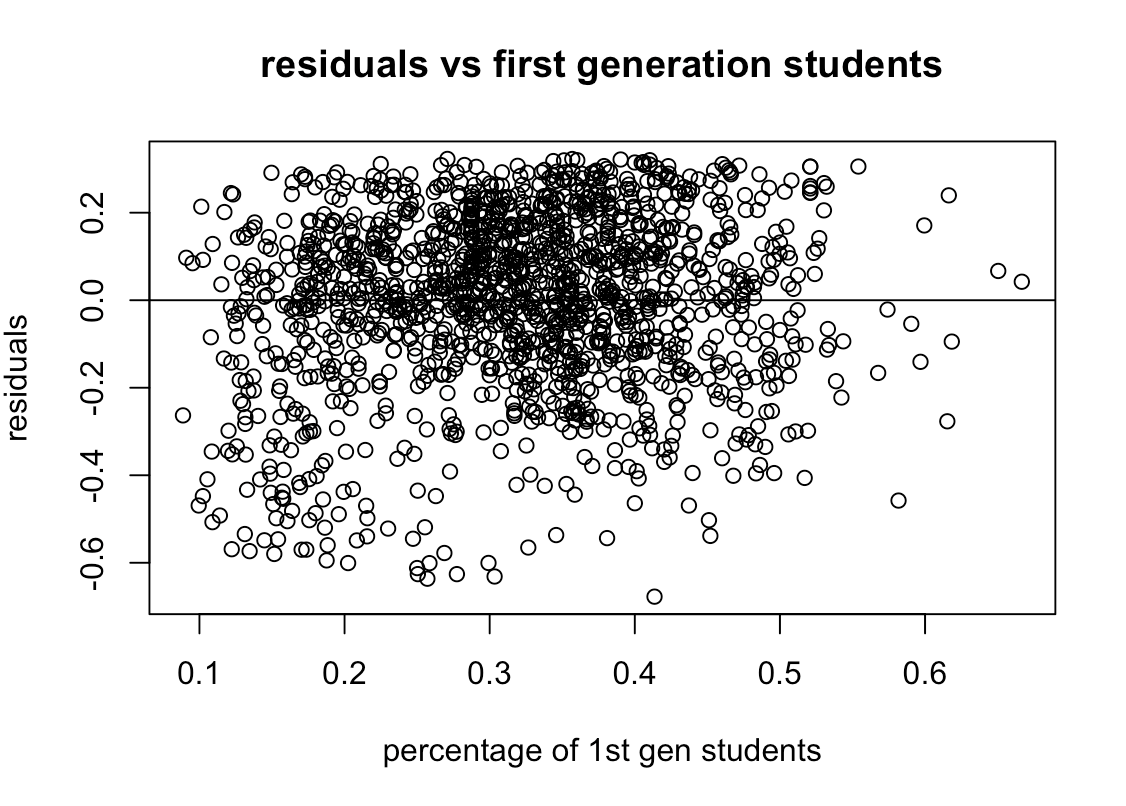 residuals vs first generation students
residuals
0.2
0.0
-0.2
-0.4
-0.6
0.1 0.2 0.3 0.4 0.5 0.6
percentage of 1st gen students